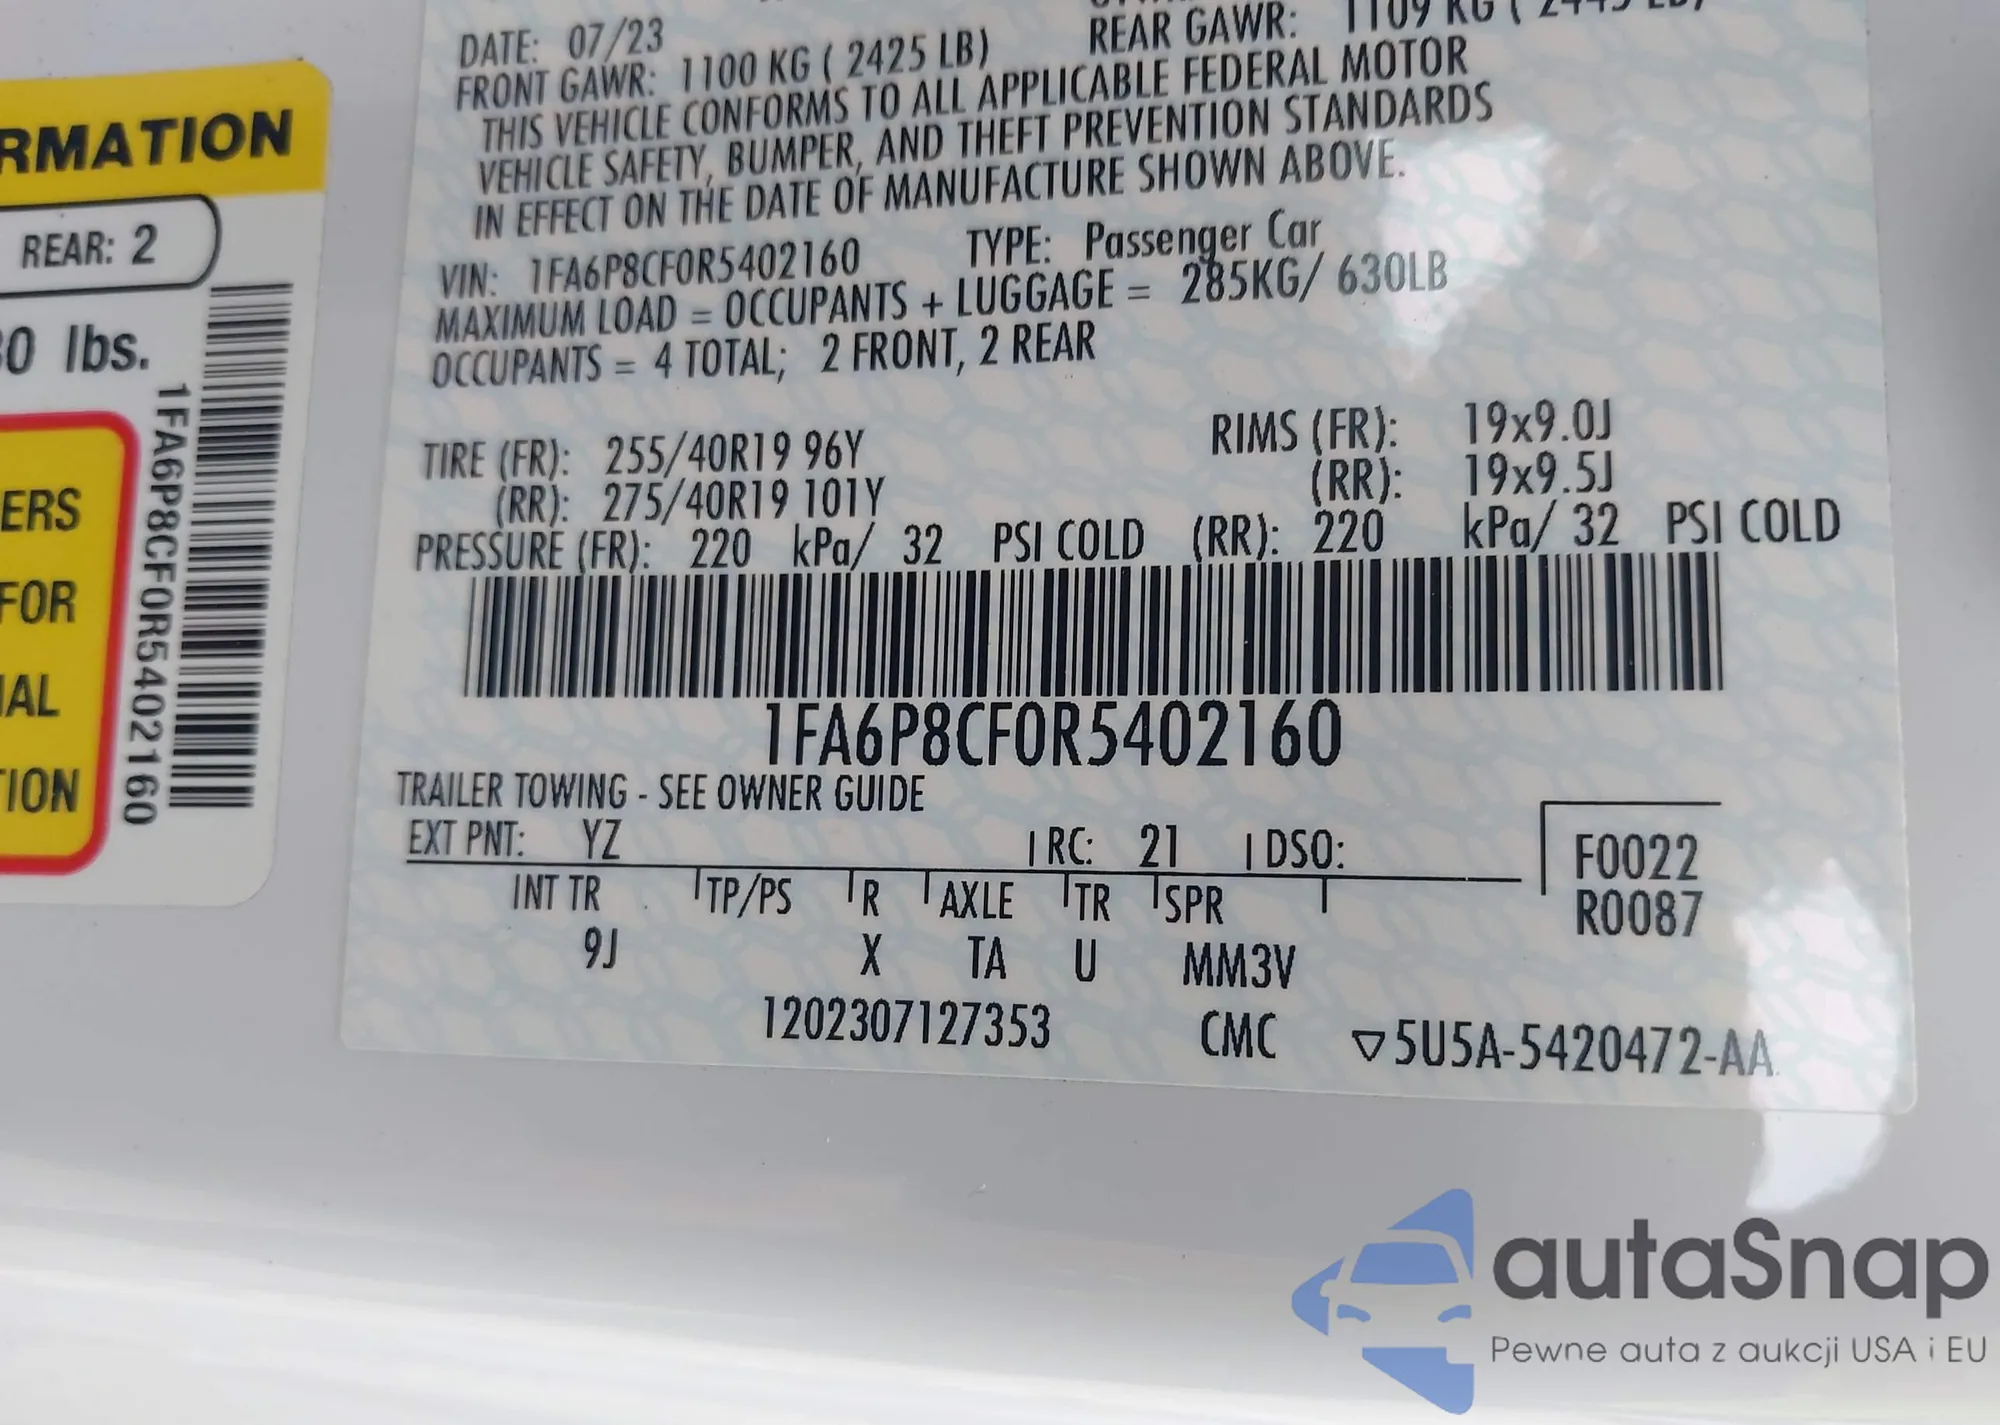 DATE: 07/23
REAR GAWR: 1109 KG ( 2445 LB)
FRONT GAWR: 1100 KG ( 2425 LB)
THIS VEHICLE CONFORMS TO ALL APPLICABLE FEDERAL MOTOR
VEHICLE SAFETY, BUMPER, AND THEFT PREVENTION STANDARDS
IN EFFECT ON THE DATE OF MANUFACTURE SHOWN ABOVE.
VIN: 1FA6P8CF0R5402160 TYPE: Passenger Car
MAXIMUM LOAD = OCCUPANTS + LUGGAGE = 285KG/ 630LB
OCCUPANTS = 4 TOTAL; 2 FRONT, 2 REAR
TIRE (FR): 255/40R19 96Y RIMS (FR): 19x9.0J
(RR): 275/40R19 101Y (RR): 19x9.5J
PRESSURE (FR): 220 kPa/ 32 PSI COLD (RR): 220 kPa/ 32 PSI COLD
1FA6P8CF0R5402160
TRAILER TOWING - SEE OWNER GUIDE
EXT PNT: YZ RC: 21 DSO:
F0022
R0087
INT TR TP/PS R AXLE TR SPR
9J X TA U MM3V
1202307127353 CMC ▽5U5A-5420472-AA
RMATION
REAR: 2
30 lbs.
ERS
FOR
IAL
TION
1FA6P8CF0R5402160
autaSnap
Pewne auta z aukcji USA i EU